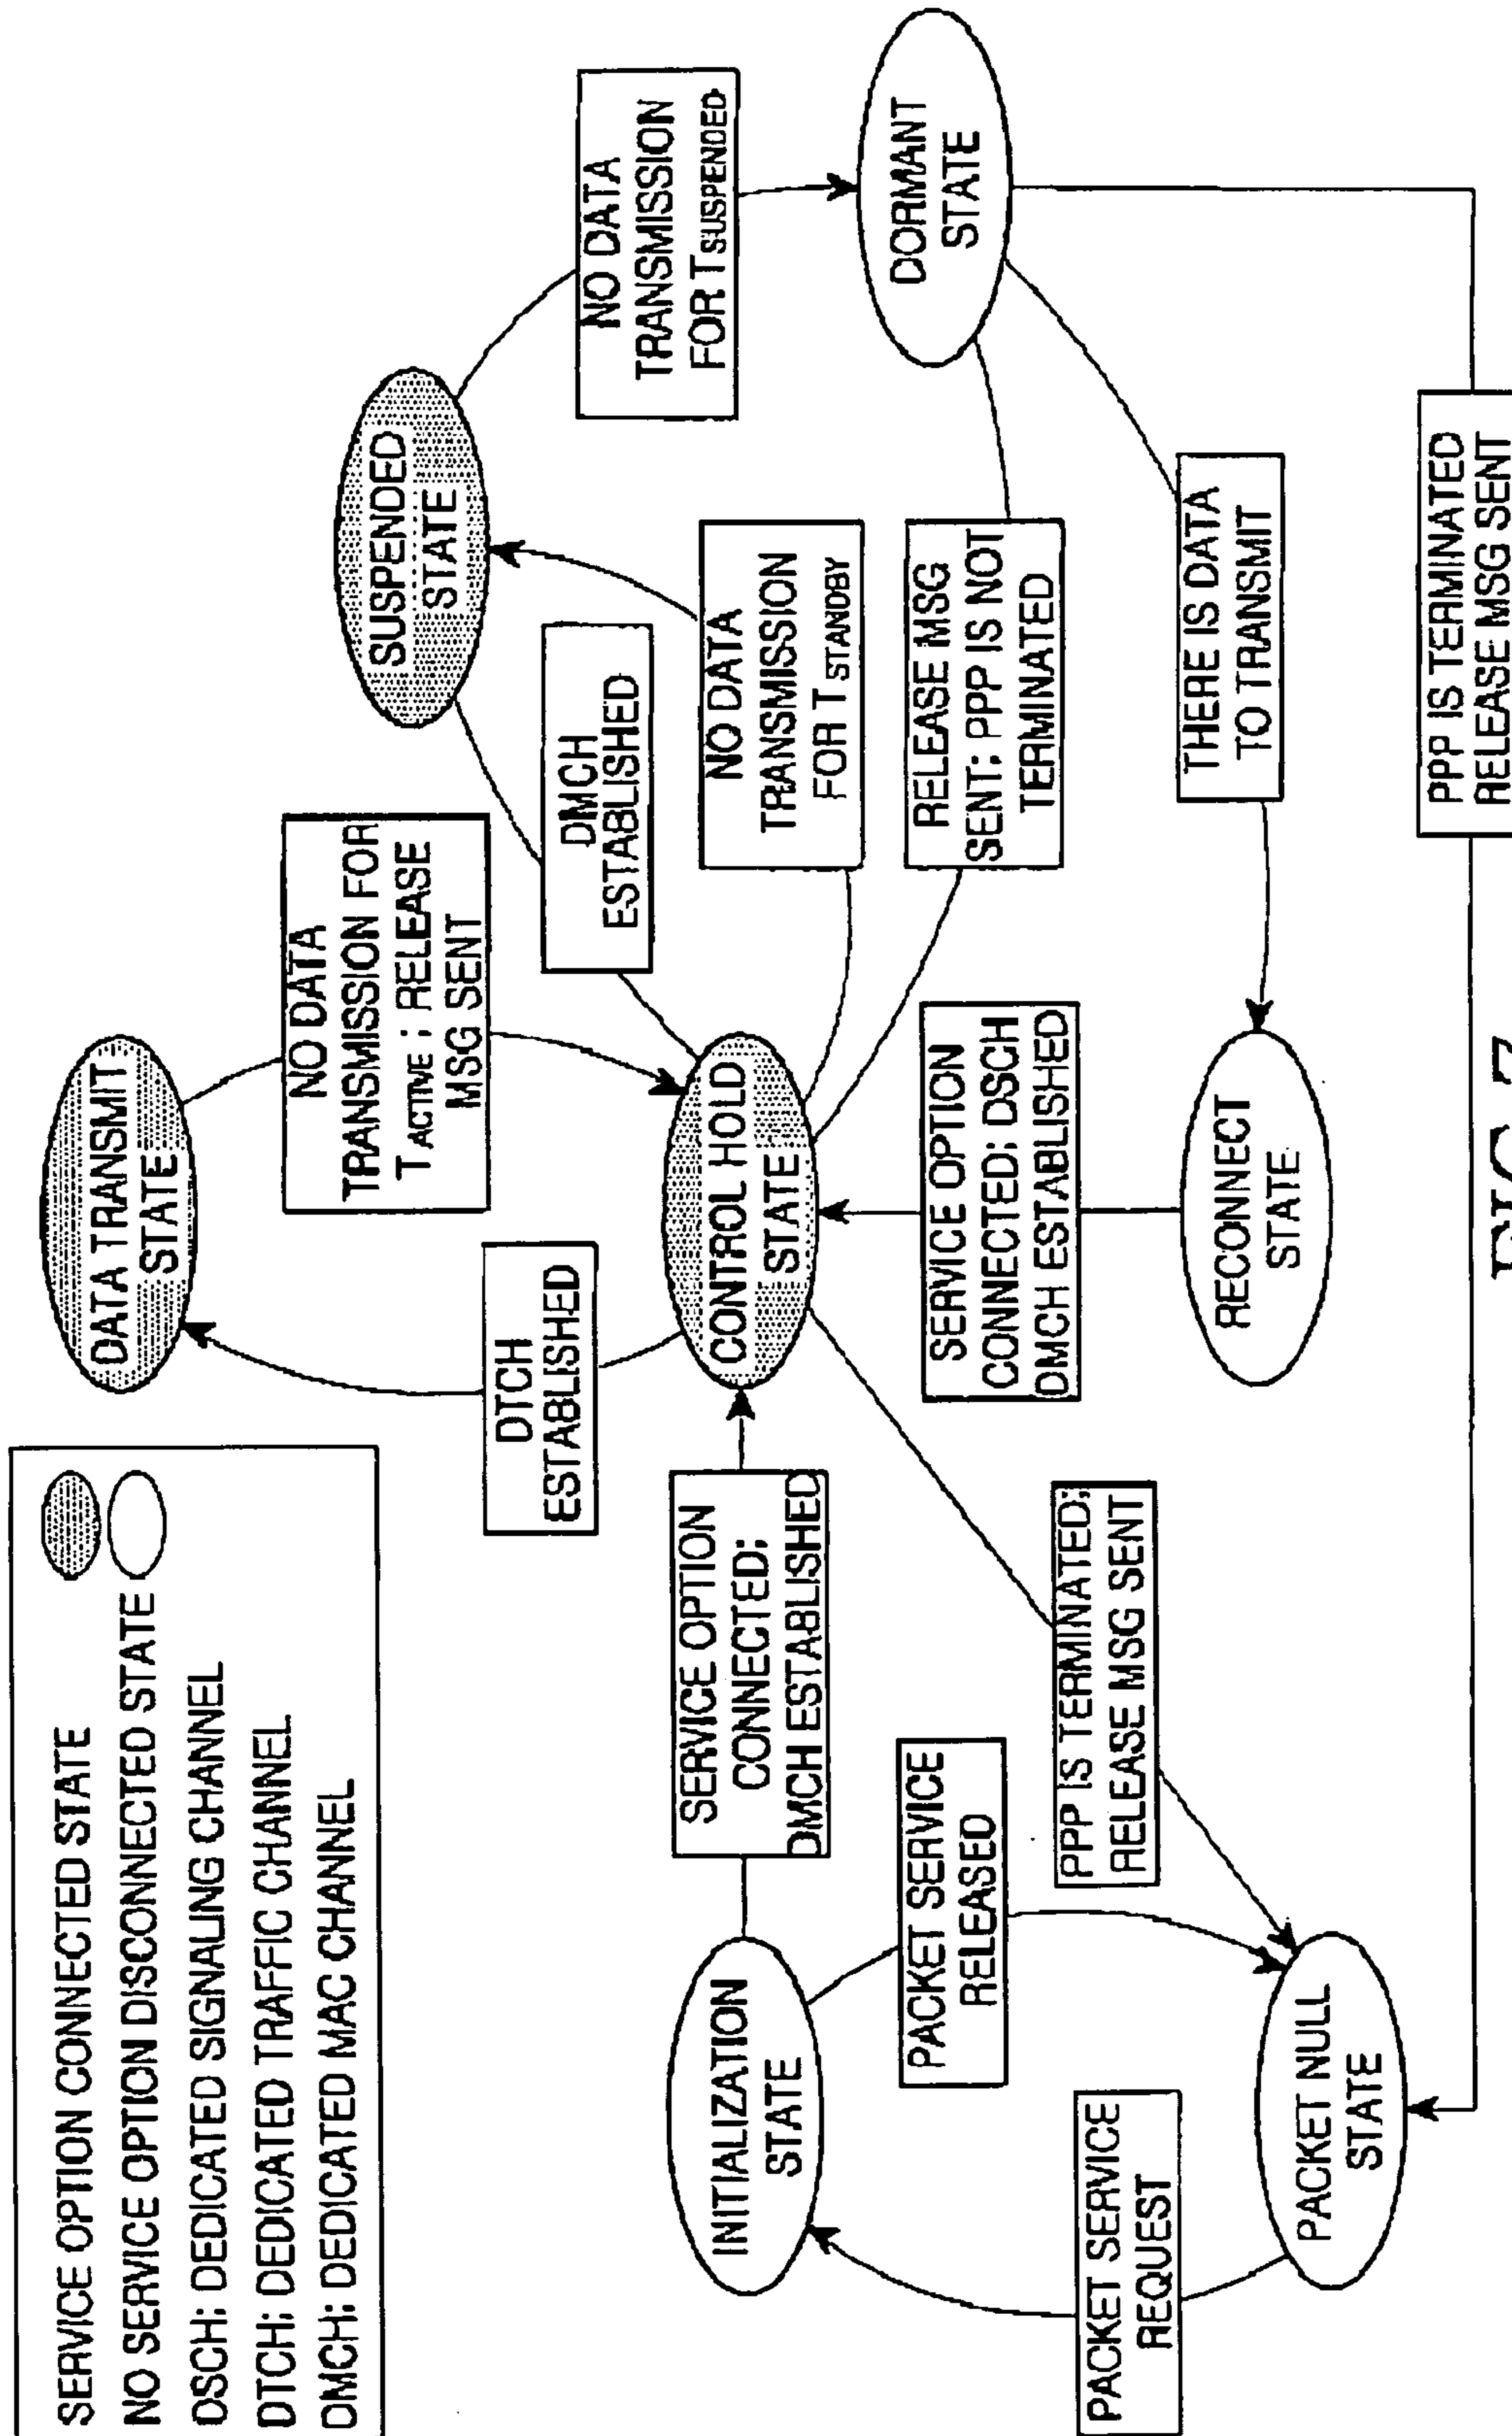 SERVICE OPTION CONNECTED STATE
NO SERVICE OPTION DISCONNECTED STATE
DSCH: DEDICATED SIGNALING CHANNEL
DTCH: DEDICATED TRAFFIC CHANNEL
DMCH: DEDICATED MAC CHANNEL
DATA TRANSMIT
STATE
DTCH
ESTABLISHED
NO DATA
TRANSMISSION FOR
TACTIVE ; RELEASE
MSG SENT
SUSPENDED
STATE
DMCH
ESTABLISHED
NO DATA
TRANSMISSION
FOR TSUSPENDED
INITIALIZATION
STATE
SERVICE OPTION
CONNECTED:
DMCH ESTABLISHED
CONTROL HOLD
STATE
NO DATA
TRANSMISSION
FOR TSTANDBY
DORMANT
STATE
PACKET SERVICE
RELEASED
SERVICE OPTION
CONNECTED: DSCH
DMCH ESTABLISHED
RELEASE MSG
SENT: PPP IS NOT
TERMINATED
PACKET SERVICE
REQUEST
PPP IS TERMINATED:
RELEASE MSG SENT
THERE IS DATA
TO TRANSMIT
PACKET NULL
STATE
RECONNECT
STATE
PPP IS TERMINATED
RELEASE MSG SENT